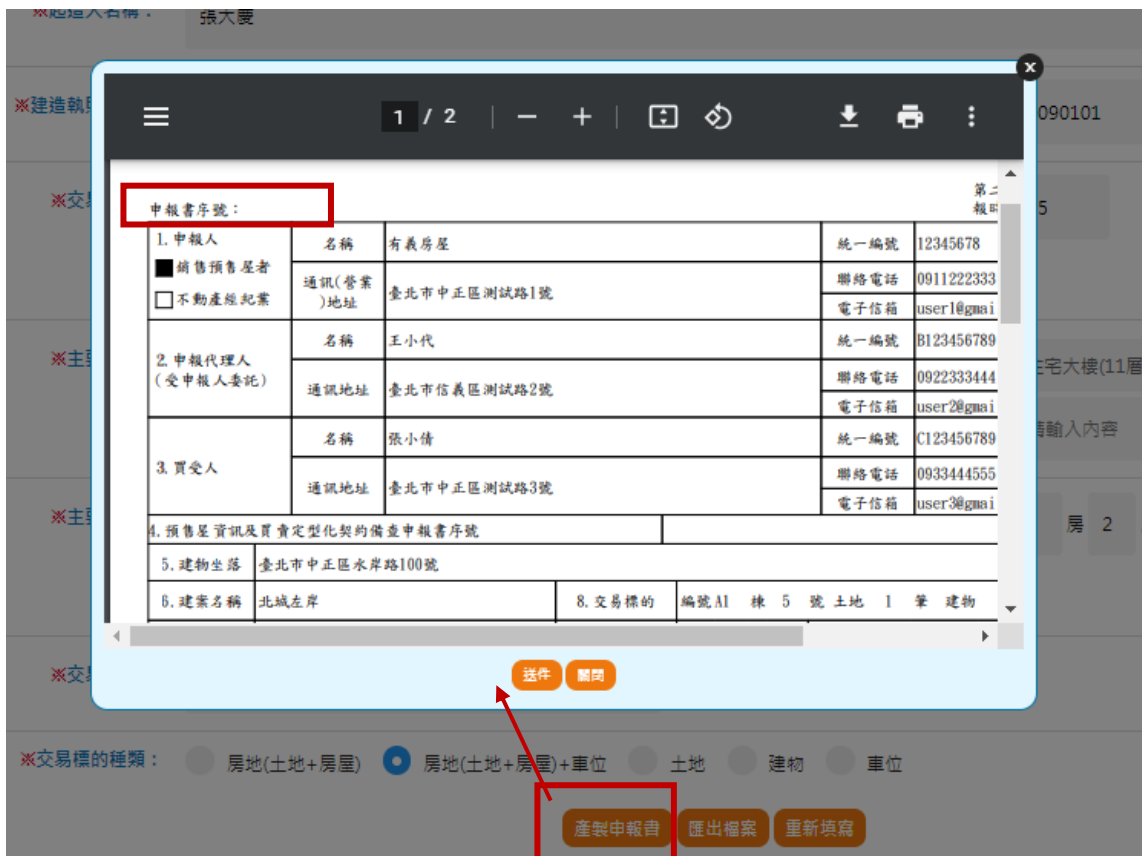 ※起造人名稱：
張大慶
※建造執
090101
1 / 2
X
※交
5
申報書序號：
第二
報
1. 申報人
名稱
有義房屋
統一編號
12345678
■銷售預售屋者
□不動產經紀業
通訊(營業
)地址
臺北市中正區測試路1號
聯絡電話
0911222333
電子信箱
user1@gmai
2. 申報代理人
(受申報人委託)
名稱
王小代
統一編號
B123456789
通訊地址
臺北市信義區測試路2號
聯絡電話
0922333444
電子信箱
user2@gmai
3. 買受人
名稱
張小倩
統一編號
C123456789
通訊地址
臺北市中正區測試路3號
聯絡電話
0933444555
電子信箱
user3@gmai
4. 預售屋資訊及買賣定型化契約備查申報書序號
5. 建物坐落
臺北市中正區水岸路100號
6. 建案名稱
北城左岸
8. 交易標的
編號A1 棟 5 號 土地 1 筆 建物
※主
宅大樓(11層
輸入內容
※主
房 2
※交
送件
關閉
※交易標的種類：
房地(土地+房屋)
房地(土地+房屋)+車位
土地
建物
車位
產製申報書
匯出檔案
重新填寫